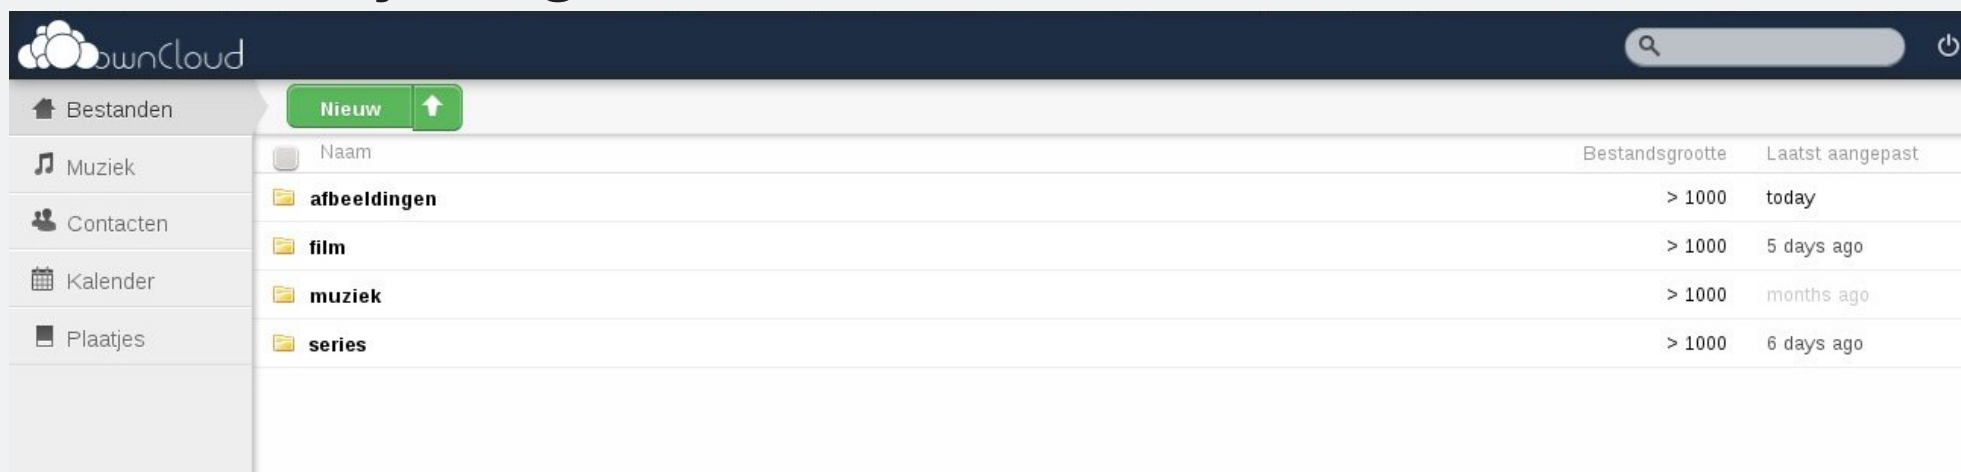 ownCloud
Bestanden
Muziek
Contacten
Kalender
Plaatjes
Nieuw
Naam Bestandsgrootte Laatst aangepast
afbeeldingen > 1000 today
film > 1000 5 days ago
muziek > 1000 months ago
series > 1000 6 days ago